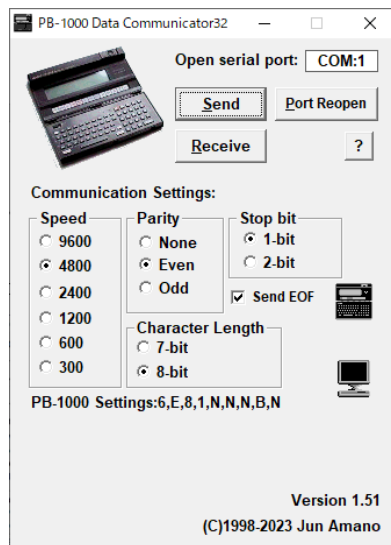 PB-1000 Data Communicator32
Open serial port: COM:1
Send Port Reopen
Receive ?
Communication Settings:
Speed
9600
4800
2400
1200
600
300
Parity
None
Even
Odd
Stop bit
1-bit
2-bit
Send EOF
Character Length
7-bit
8-bit
PB-1000 Settings:6,E,8,1,N,N,N,B,N
Version 1.51
(C)1998-2023 Jun Amano